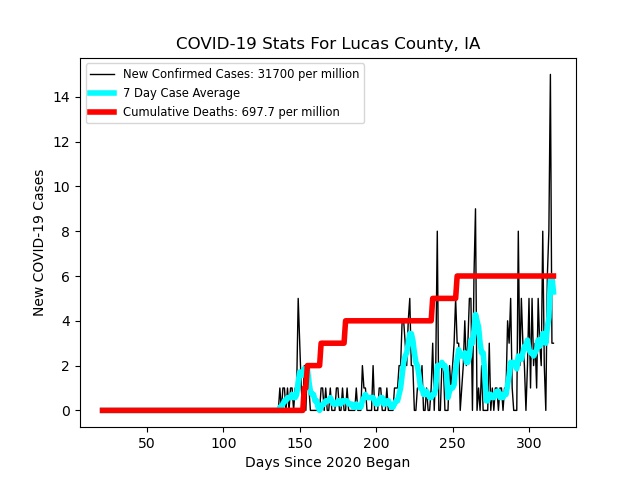 COVID-19 Stats For Lucas County, IA
New Confirmed Cases: 31700 per million
7 Day Case Average
Cumulative Deaths: 697.7 per million
New COVID-19 Cases
14
12
10
8
6
4
2
0
50 100 150 200 250 300
Days Since 2020 Began